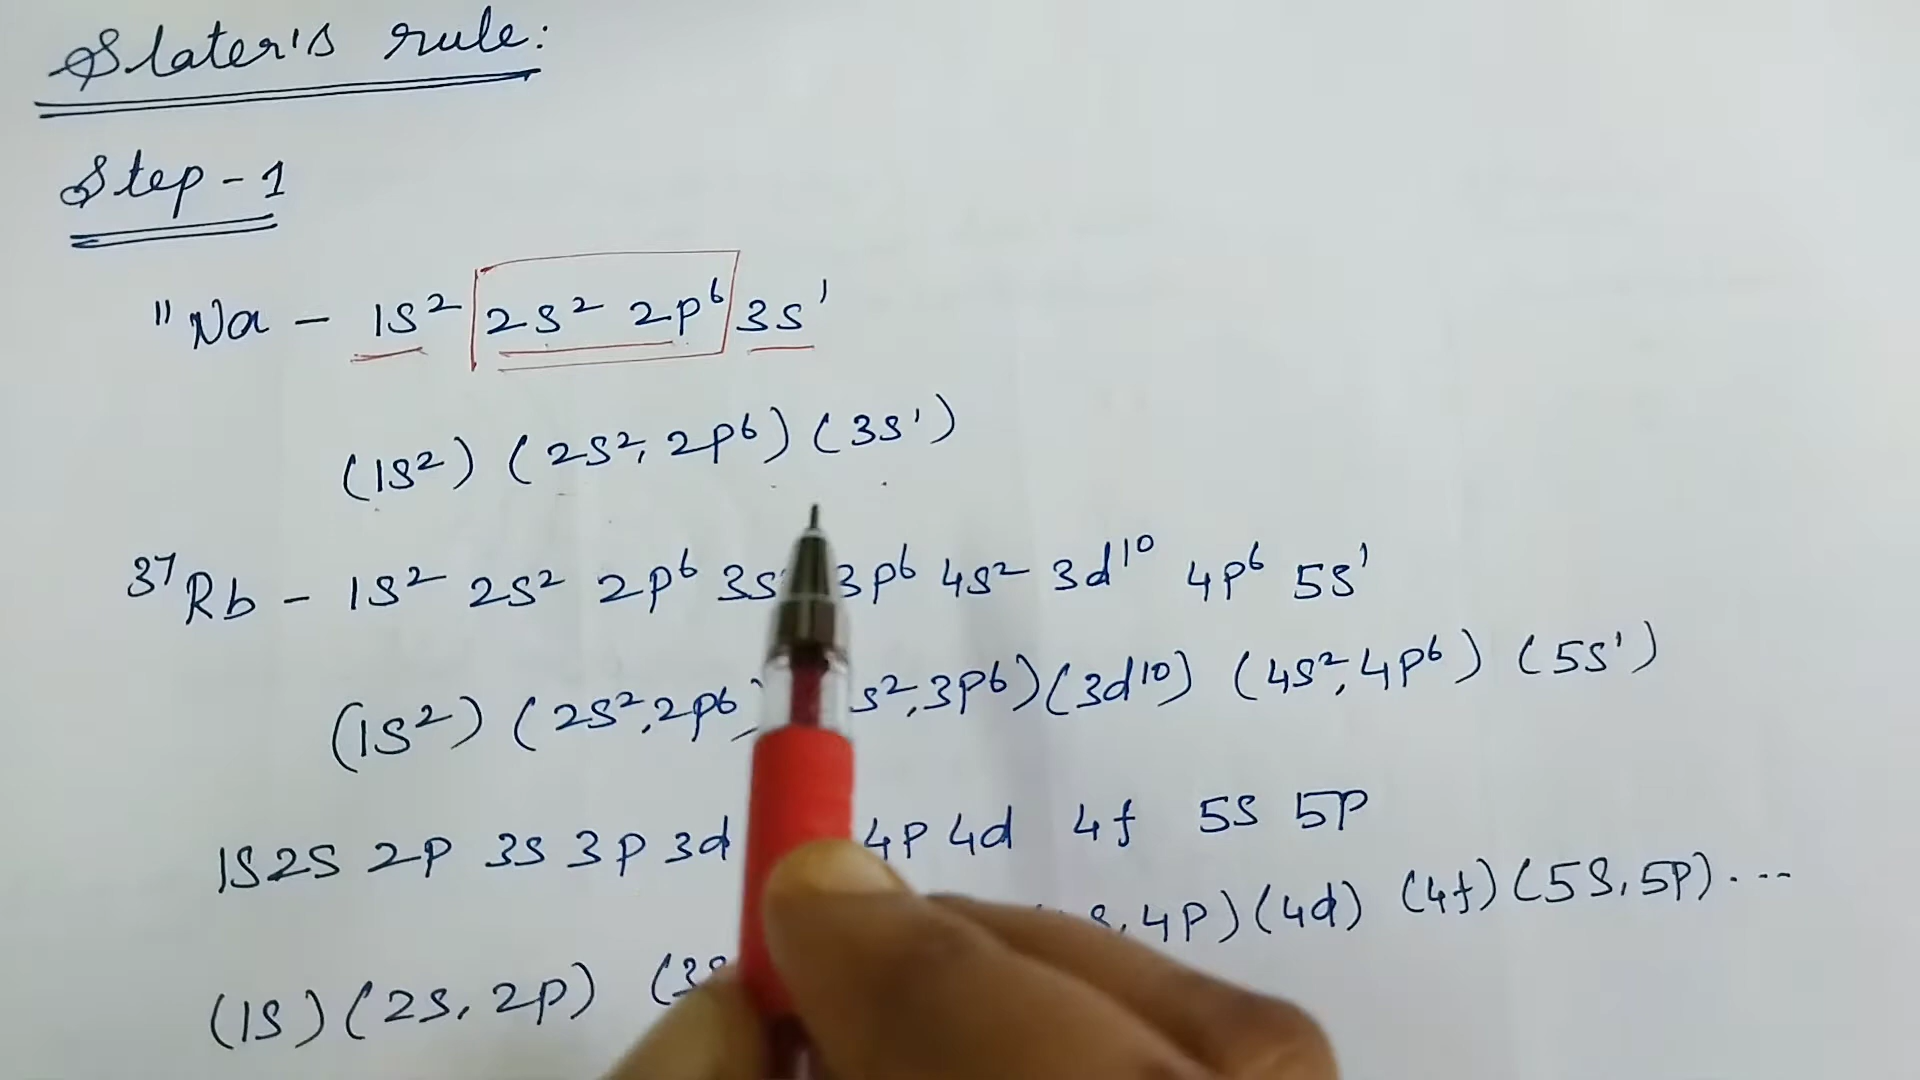 Slater's rule:
Step-1
11Na - 1s² 2s² 2p⁶ 3s¹
(1s²) (2s², 2p⁶) (3s¹)
37Rb - 1s² 2s² 2p⁶ 3s 3p⁶ 4s² 3d¹⁰ 4p⁶ 5s¹
(1s²) (2s², 2p⁶) s², 3p⁶) (3d¹⁰) (4s², 4p⁶) (5s¹)
1s 2s 2p 3s 3p 3d 4p 4d 4f 5s 5p
(1s) (2s, 2p) (3s s, 4p) (4d) (4f) (5s, 5p)...